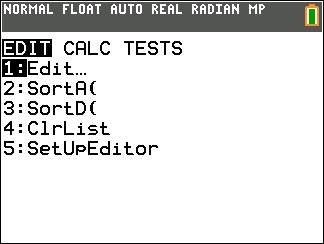 NORMAL FLOAT AUTO REAL RADIAN MP
EDIT CALC TESTS
1:Edit…
2:SortA(
3:SortD(
4:ClrList
5:SetUpEditor